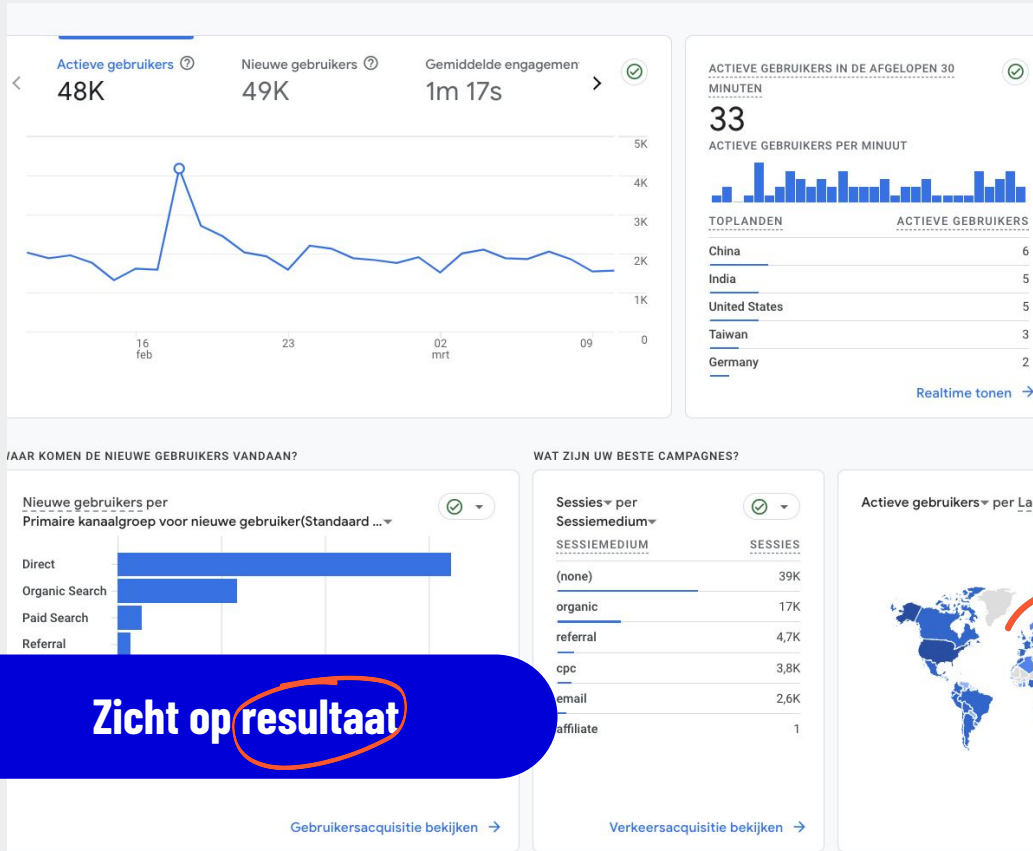 Actieve gebruikers
48K
Nieuwe gebruikers
49K
Gemiddelde engagemen
1m 17s
5K
4K
3K
2K
1K
0
16
feb
23
02
mrt
09
ACTIEVE GEBRUIKERS IN DE AFGELOPEN 30
MINUTEN
33
ACTIEVE GEBRUIKERS PER MINUUT
TOPLANDEN ACTIEVE GEBRUIKERS
China 6
India 5
United States 5
Taiwan 3
Germany 2
Realtime tonen
AAR KOMEN DE NIEUWE GEBRUIKERS VANDAAN?
Nieuwe gebruikers per
Primaire kanaalgroep voor nieuwe gebruiker(Standaard ...
Direct
Organic Search
Paid Search
Referral
Zicht op resultaat
Gebruikersacquisitie bekijken
WAT ZIJN UW BESTE CAMPAGNES?
Sessies per
Sessiemedium
SESSIEMEDIUM SESSIES
(none) 39K
organic 17K
referral 4,7K
cpc 3,8K
email 2,6K
affiliate 1
Verkeersacquisitie bekijken
Actieve gebruikers per La